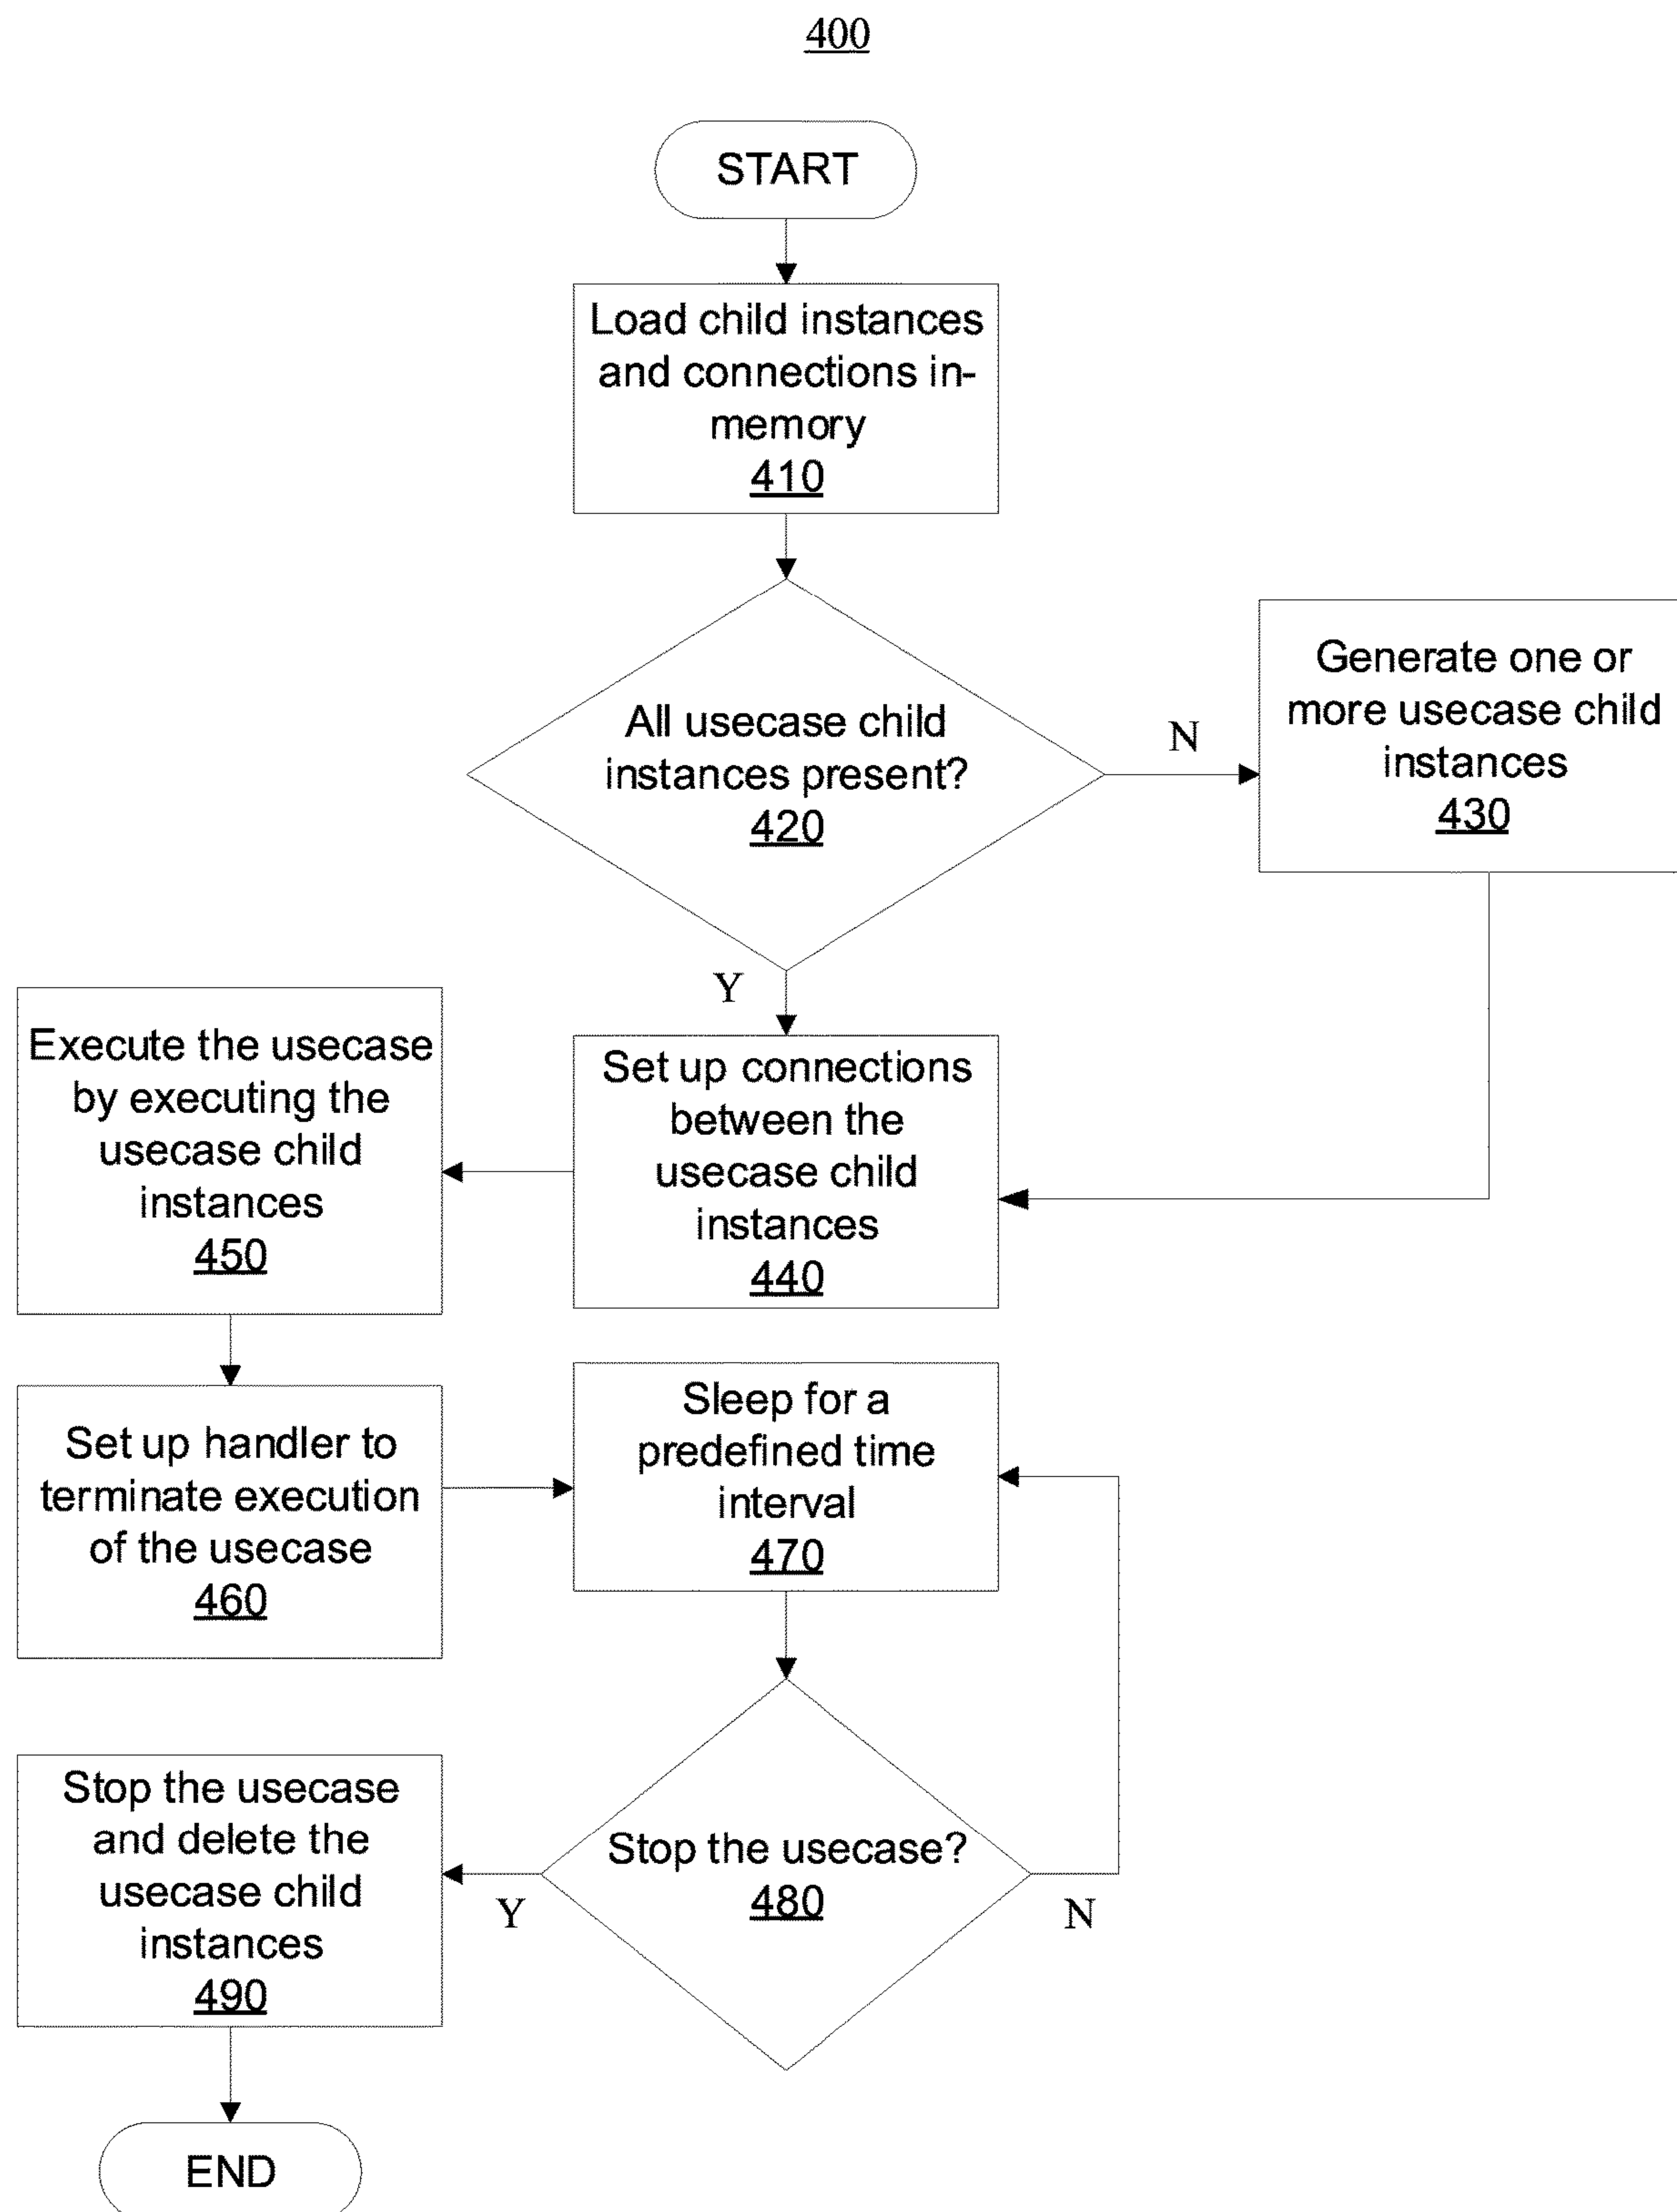 400
START
Load child instances
and connections in-
memory
410
All usecase child
instances present?
420
N
Generate one or
more usecase child
instances
430
Y
Set up connections
between the
usecase child
instances
440
Execute the usecase
by executing the
usecase child
instances
450
Set up handler to
terminate execution
of the usecase
460
Sleep for a
predefined time
interval
470
Stop the usecase?
480
N
Y
Stop the usecase
and delete the
usecase child
instances
490
END